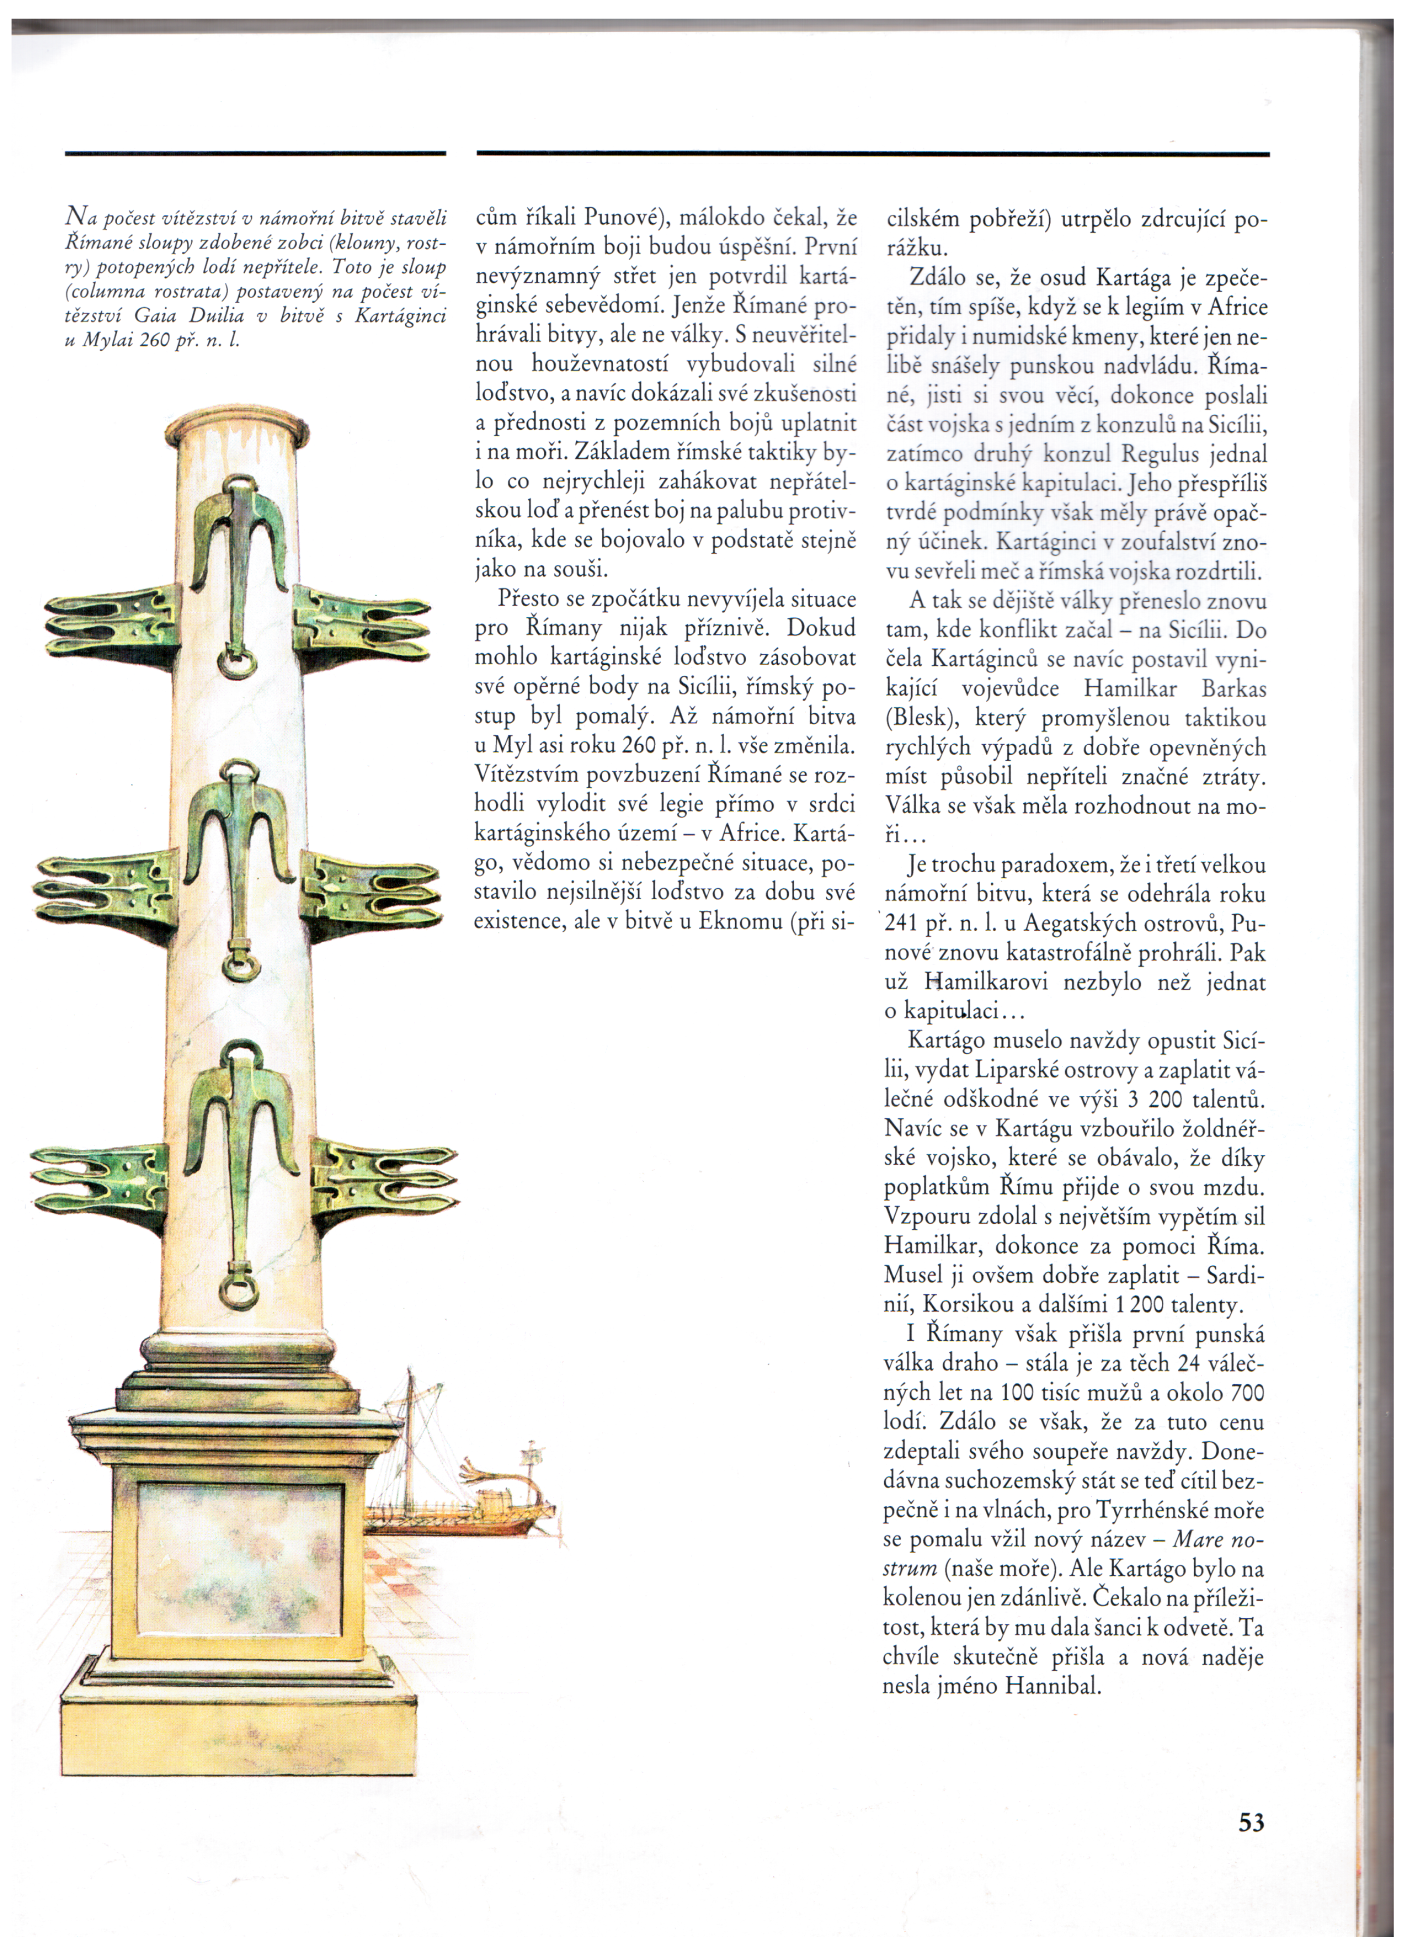 Na počest vítězství v námořní bitvě stavěli
Římané sloupy zdobené zobci (klouny, rost-
ry) potopených lodí nepřítele. Toto je sloup
(columna rostrata) postavený na počest ví-
tězství Gaia Duilia v bitvě s Kartáginci
u Mylai 260 př. n. l.
cům říkali Punové), málokdo čekal, že
v námořním boji budou úspěšní. První
nevýznamný střet jen potvrdil kartá-
ginské sebevědomí. Jenže Římané pro-
hrávali bitvy, ale ne války. S neuvěřitel-
nou houževnatostí vybudovali silné
loďstvo, a navíc dokázali své zkušenosti
a přednosti z pozemních bojů uplatnit
i na moři. Základem římské taktiky by-
lo co nejrychleji zahákovat nepřátel-
skou loď a přenést boj na palubu protiv-
níka, kde se bojovalo v podstatě stejně
jako na souši.
Přesto se zpočátku nevyvíjela situace
pro Římany nijak příznivě. Dokud
mohlo kartáginské loďstvo zásobovat
své opěrné body na Sicílii, římský po-
stup byl pomalý. Až námořní bitva
u Myl asi roku 260 př. n. l. vše změnila.
Vítězstvím povzbuzení Římané se roz-
hodli vylodit své legie přímo v srdci
kartáginského území – v Africe. Kartá-
go, vědomo si nebezpečné situace, po-
stavilo nejsilnější loďstvo za dobu své
existence, ale v bitvě u Eknomu (při si-
cilském pobřeží) utrpělo zdrcující po-
rážku.
Zdálo se, že osud Kartága je zpeče-
těn, tím spíše, když se k legiím v Africe
přidaly i numidské kmeny, které jen ne-
libě snášely punskou nadvládu. Říma-
né, jisti si svou věcí, dokonce poslali
část vojska s jedním z konzulů na Sicílii,
zatímco druhý konzul Regulus jednal
o kartáginské kapitulaci. Jeho přespříliš
tvrdé podmínky však měly právě opač-
ný účinek. Kartáginci v zoufalství zno-
vu sevřeli meč a římská vojska rozdrtili.
A tak se dějiště války přeneslo znovu
tam, kde konflikt začal – na Sicílii. Do
čela Kartáginců se navíc postavil vyni-
kající vojevůdce Hamilkar Barkas
(Blesk), který promyšlenou taktikou
rychlých výpadů z dobře opevněných
míst působil nepříteli značné ztráty.
Válka se však měla rozhodnout na mo-
ři...
Je trochu paradoxem, že i třetí velkou
námořní bitvu, která se odehrála roku
241 př. n. l. u Aegatských ostrovů, Pu-
nové znovu katastrofálně prohráli. Pak
už Hamilkarovi nezbylo než jednat
o kapitulaci...
Kartágo muselo navždy opustit Sicí-
lii, vydat Liparské ostrovy a zaplatit vá-
lečné odškodné ve výši 3 200 talentů.
Navíc se v Kartágu vzbouřilo žoldnéř-
ské vojsko, které se obávalo, že díky
poplatkům Římu přijde o svou mzdu.
Vzpouru zdolal s největším vypětím sil
Hamilkar, dokonce za pomoci Říma.
Musel ji ovšem dobře zaplatit – Sardi-
nií, Korsikou a dalšími 1 200 talenty.
I Římany však přišla první punská
válka draho – stála je za těch 24 váleč-
ných let na 100 tisíc mužů a okolo 700
lodí. Zdálo se však, že za tuto cenu
zdeptali svého soupeře navždy. Done-
dávna suchozemský stát se teď cítil bez-
pečně i na vlnách, pro Tyrrhénské moře
se pomalu vžil nový název – Mare no-
strum (naše moře). Ale Kartágo bylo na
kolenou jen zdánlivě. Čekalo na příleži-
tost, která by mu dala šanci k odvetě. Ta
chvíle skutečně přišla a nová naděje
nesla jméno Hannibal.
53